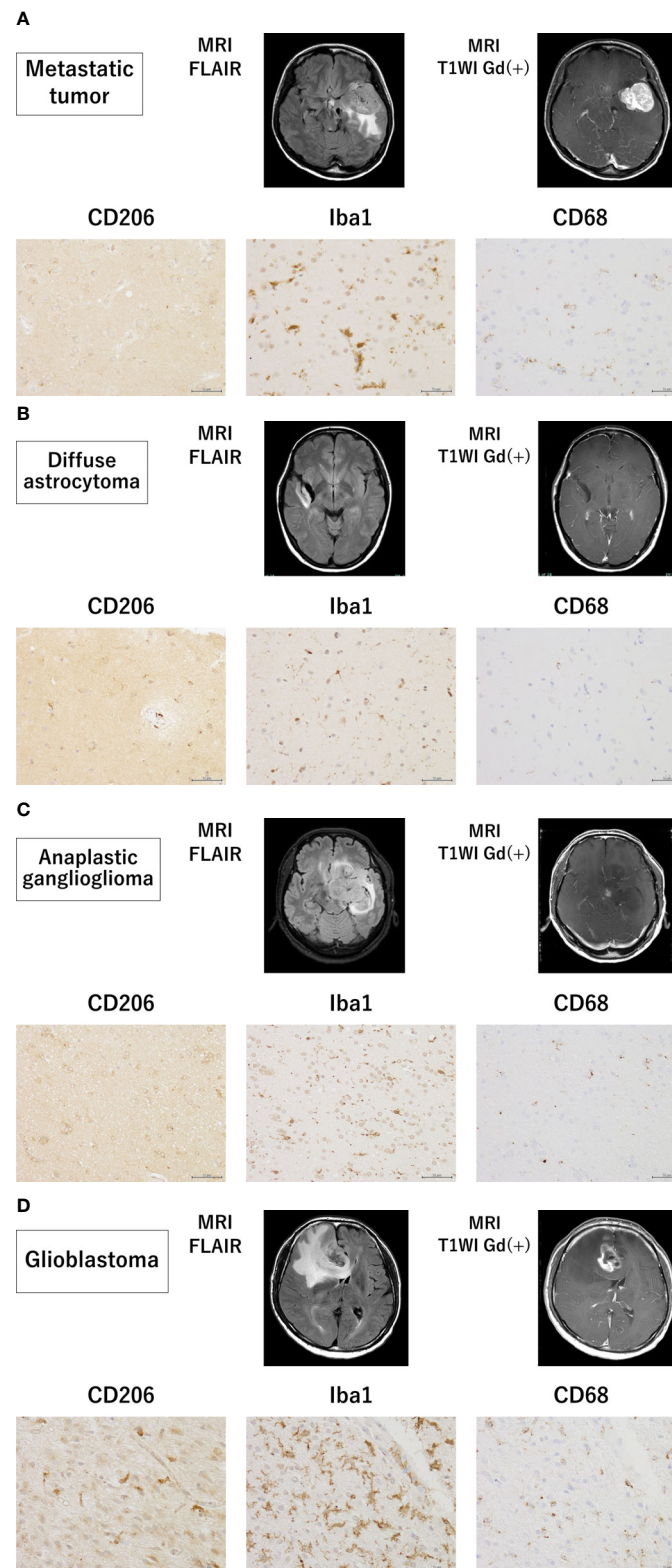 A
Metastatic
tumor
MRI
FLAIR
MRI
T1WI Gd(+)
CD206
Iba1
CD68
B
Diffuse
astrocytoma
MRI
FLAIR
MRI
T1WI Gd(+)
CD206
Iba1
CD68
C
Anaplastic
ganglioglioma
MRI
FLAIR
MRI
T1WI Gd(+)
CD206
Iba1
CD68
D
Glioblastoma
MRI
FLAIR
MRI
T1WI Gd(+)
CD206
Iba1
CD68